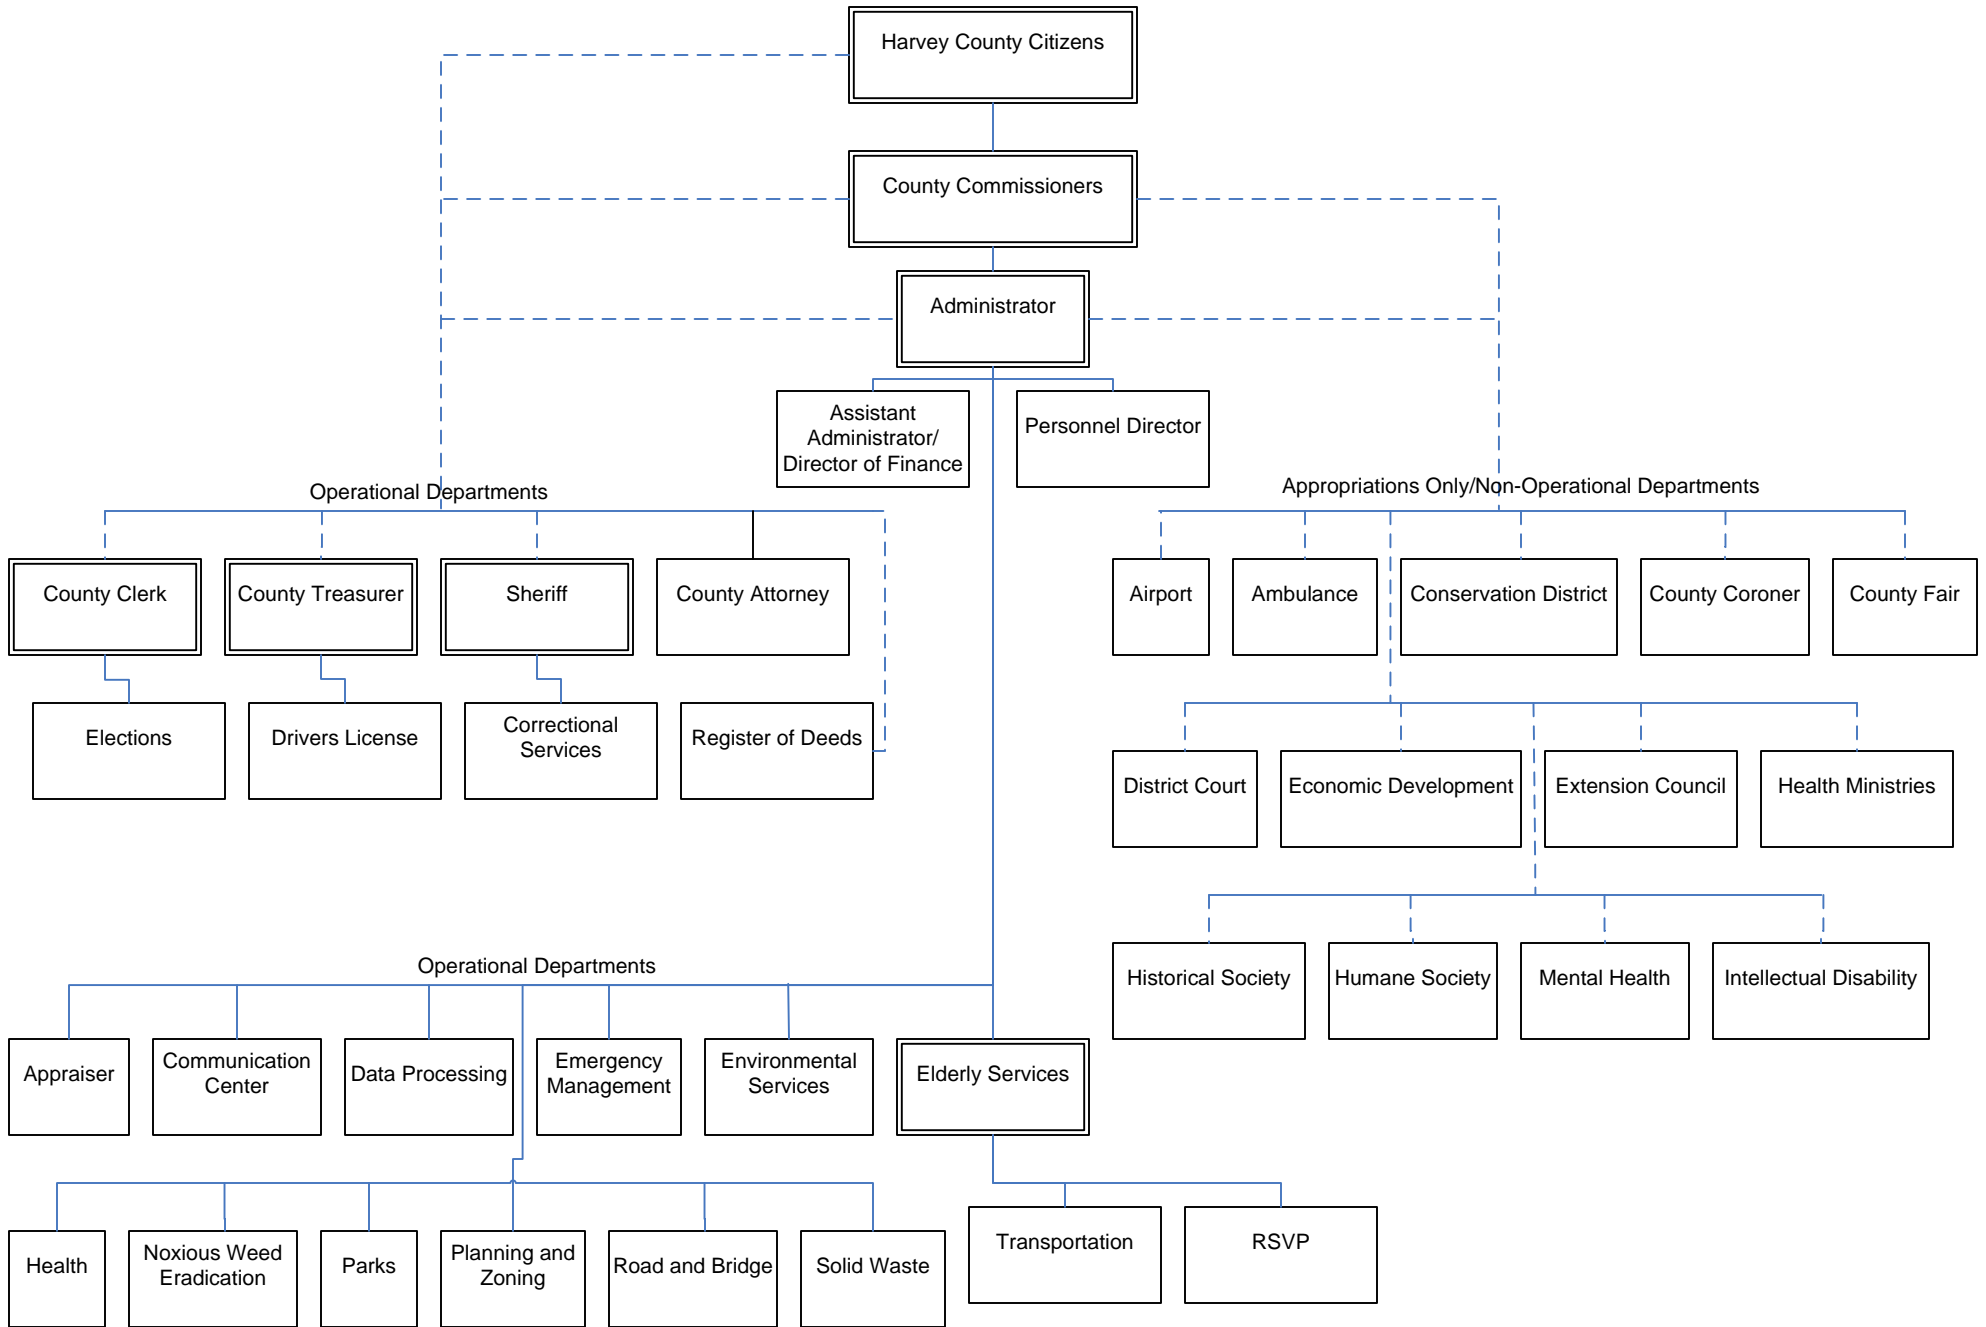 Harvey County Citizens
County Commissioners
Administrator
Assistant
Administrator/
Director of Finance
Personnel Director
Operational Departments
Appropriations Only/Non-Operational Departments
County Clerk
County Treasurer
Sheriff
County Attorney
Airport
Ambulance
Conservation District
County Coroner
County Fair
Elections
Drivers License
Correctional
Services
Register of Deeds
District Court
Economic Development
Extension Council
Health Ministries
Historical Society
Humane Society
Mental Health
Intellectual Disability
Operational Departments
Appraiser
Communication
Center
Data Processing
Emergency
Management
Environmental
Services
Elderly Services
Health
Noxious Weed
Eradication
Parks
Planning and
Zoning
Road and Bridge
Solid Waste
Transportation
RSVP